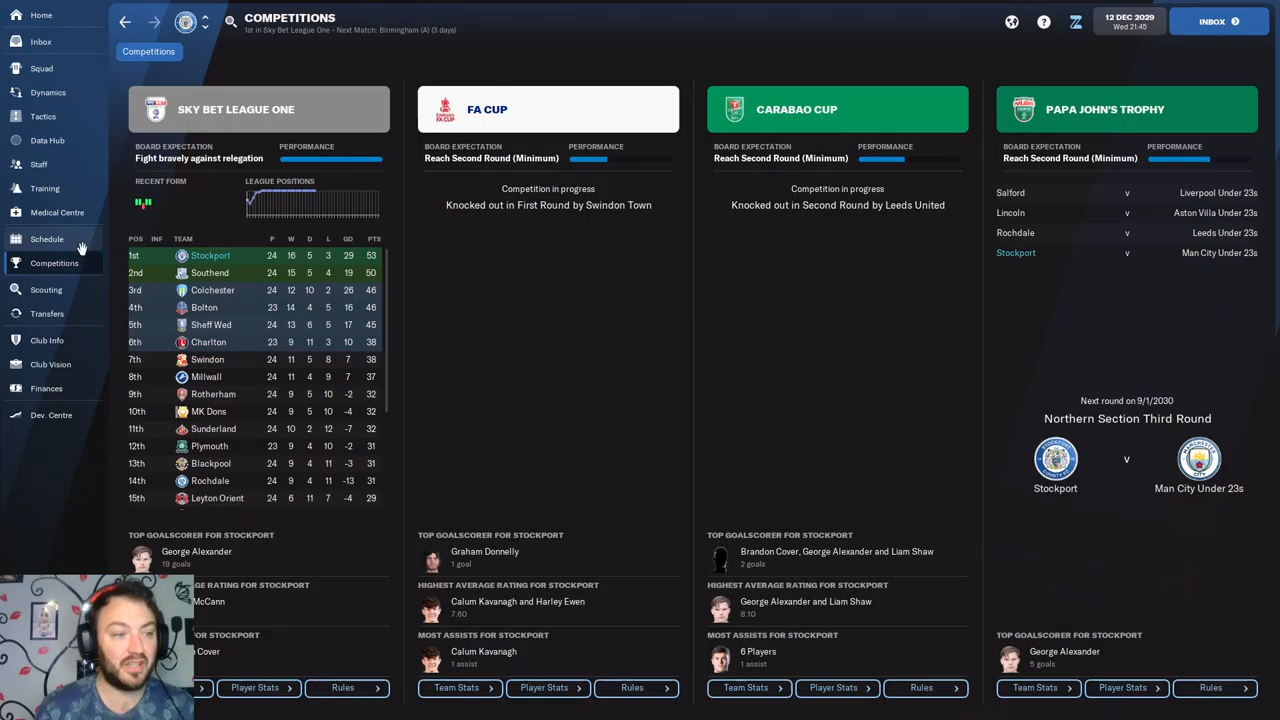 Home
Inbox
Squad
Dynamics
Tactics
Data Hub
Staff
Training
Medical Centre
Schedule
Competitions
Scouting
Transfers
Club Info
Club Vision
Finances
Dev. Centre
COMPETITIONS
1st in Sky Bet League One - Next Match: Birmingham (A) (3 days)
12 DEC 2029
Wed 21:45
INBOX
Competitions
SKY BET LEAGUE ONE
BOARD EXPECTATION PERFORMANCE
Fight bravely against relegation
RECENT FORM LEAGUE POSITIONS
POS INF TEAM P W D L GD PTS
1st Stockport 24 16 5 3 29 53
2nd Southend 24 15 5 4 19 50
3rd Colchester 24 12 10 2 26 46
4th Bolton 23 14 4 5 16 46
5th Sheff Wed 24 13 6 5 17 45
6th Charlton 23 9 11 3 10 38
7th Swindon 24 11 5 8 7 38
8th Millwall 24 11 4 9 7 37
9th Rotherham 24 9 5 10 -2 32
10th MK Dons 24 9 5 10 -4 32
11th Sunderland 24 10 2 12 -7 32
12th Plymouth 23 9 4 10 -2 31
13th Blackpool 24 9 4 11 -3 31
14th Rochdale 24 9 4 11 -13 31
15th Leyton Orient 24 6 11 7 -4 29
TOP GOALSCORER FOR STOCKPORT
George Alexander
19 goals
RATING FOR STOCKPORT
McCann
FOR STOCKPORT
Cover
Player Stats
Rules
FA CUP
BOARD EXPECTATION PERFORMANCE
Reach Second Round (Minimum)
Competition in progress
Knocked out in First Round by Swindon Town
TOP GOALSCORER FOR STOCKPORT
Graham Donnelly
1 goal
HIGHEST AVERAGE RATING FOR STOCKPORT
Calum Kavanagh and Harley Ewen
7.60
MOST ASSISTS FOR STOCKPORT
Calum Kavanagh
1 assist
Team Stats
Player Stats
Rules
CARABAO CUP
BOARD EXPECTATION PERFORMANCE
Reach Second Round (Minimum)
Competition in progress
Knocked out in Second Round by Leeds United
TOP GOALSCORER FOR STOCKPORT
Brandon Cover, George Alexander and Liam Shaw
2 goals
HIGHEST AVERAGE RATING FOR STOCKPORT
George Alexander and Liam Shaw
8.10
MOST ASSISTS FOR STOCKPORT
6 Players
1 assist
Team Stats
Player Stats
Rules
PAPA JOHN'S TROPHY
BOARD EXPECTATION PERFORMANCE
Reach Second Round (Minimum)
Salford v Liverpool Under 23s
Lincoln v Aston Villa Under 23s
Rochdale v Leeds Under 23s
Stockport v Man City Under 23s
Next round on 9/1/2030
Northern Section Third Round
v
Stockport Man City Under 23s
TOP GOALSCORER FOR STOCKPORT
George Alexander
5 goals
Team Stats
Player Stats
Rules